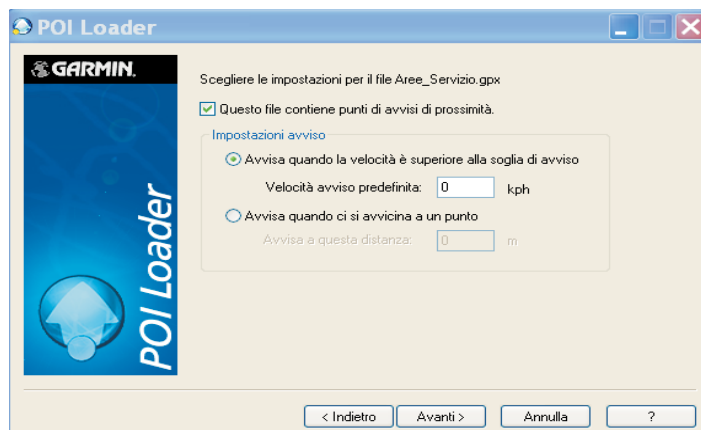 POI Loader
GARMIN.
POI Loader
Scegliere le impostazioni per il file Aree_Servizio.gpx
Questo file contiene punti di avvisi di prossimità.
Impostazioni avviso
Avvisa quando la velocità è superiore alla soglia di avviso
Velocità avviso predefinita: 0 kph
Avvisa quando ci si avvicina a un punto
Avvisa a questa distanza: 0 m
< Indietro Avanti > Annulla ?